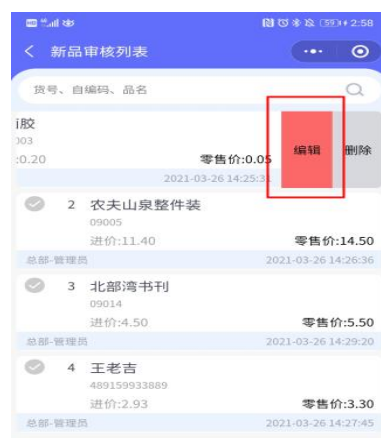 HD 4G 59 2:58
新品审核列表
货号、自编码、品名
胶
003
:0.20 零售价:0.05
编辑 删除
2021-03-26 14:25:31
2 农夫山泉整件装
09005
进价:11.40 零售价:14.50
总部-管理员 2021-03-26 14:26:36
3 北部湾书刊
09014
进价:4.50 零售价:5.50
总部-管理员 2021-03-26 14:29:20
4 王老吉
489159933889
进价:2.93 零售价:3.30
总部-管理员 2021-03-26 14:27:45